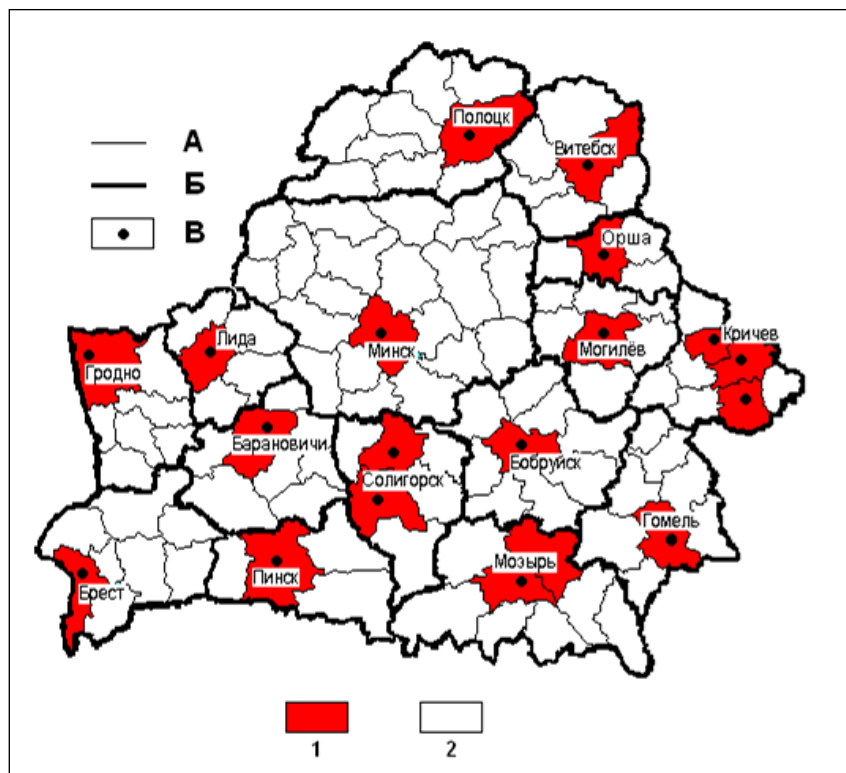 Полоцк
А
Витебск
Б
В
Орша
Лида
Кричев
Минск
Могилёв
Гродно
Барановичи
Бобруйск
Солигорск
Гомель
Мозырь
Пинск
Брест
1
2